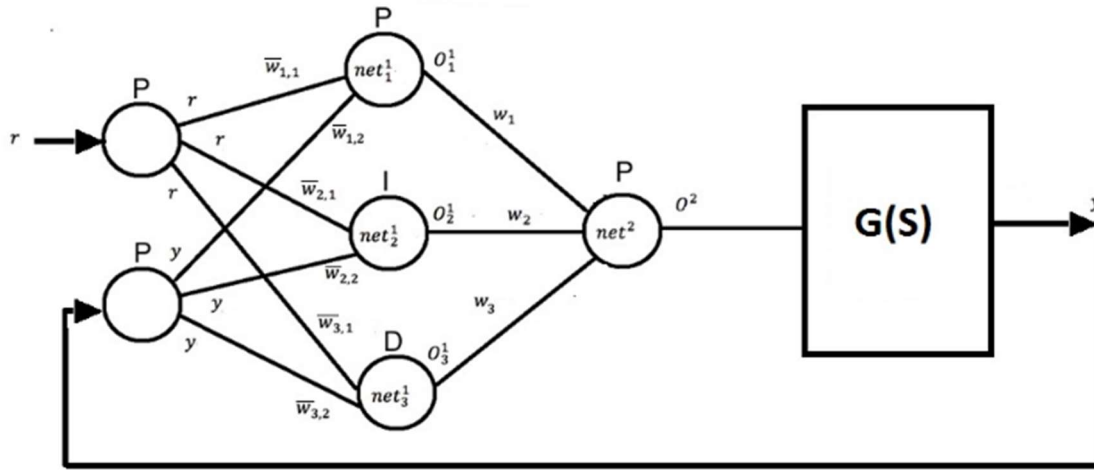 P
P
r
r
r
r
y
y
y
P
w̅₁,₁
w̅₁,₂
w̅₂,₁
w̅₂,₂
w̅₃,₁
w̅₃,₂
P
net₁¹
O₁¹
I
net₂¹
O₂¹
D
net₃¹
O₃¹
w₁
w₂
w₃
P
net²
O²
G(S)